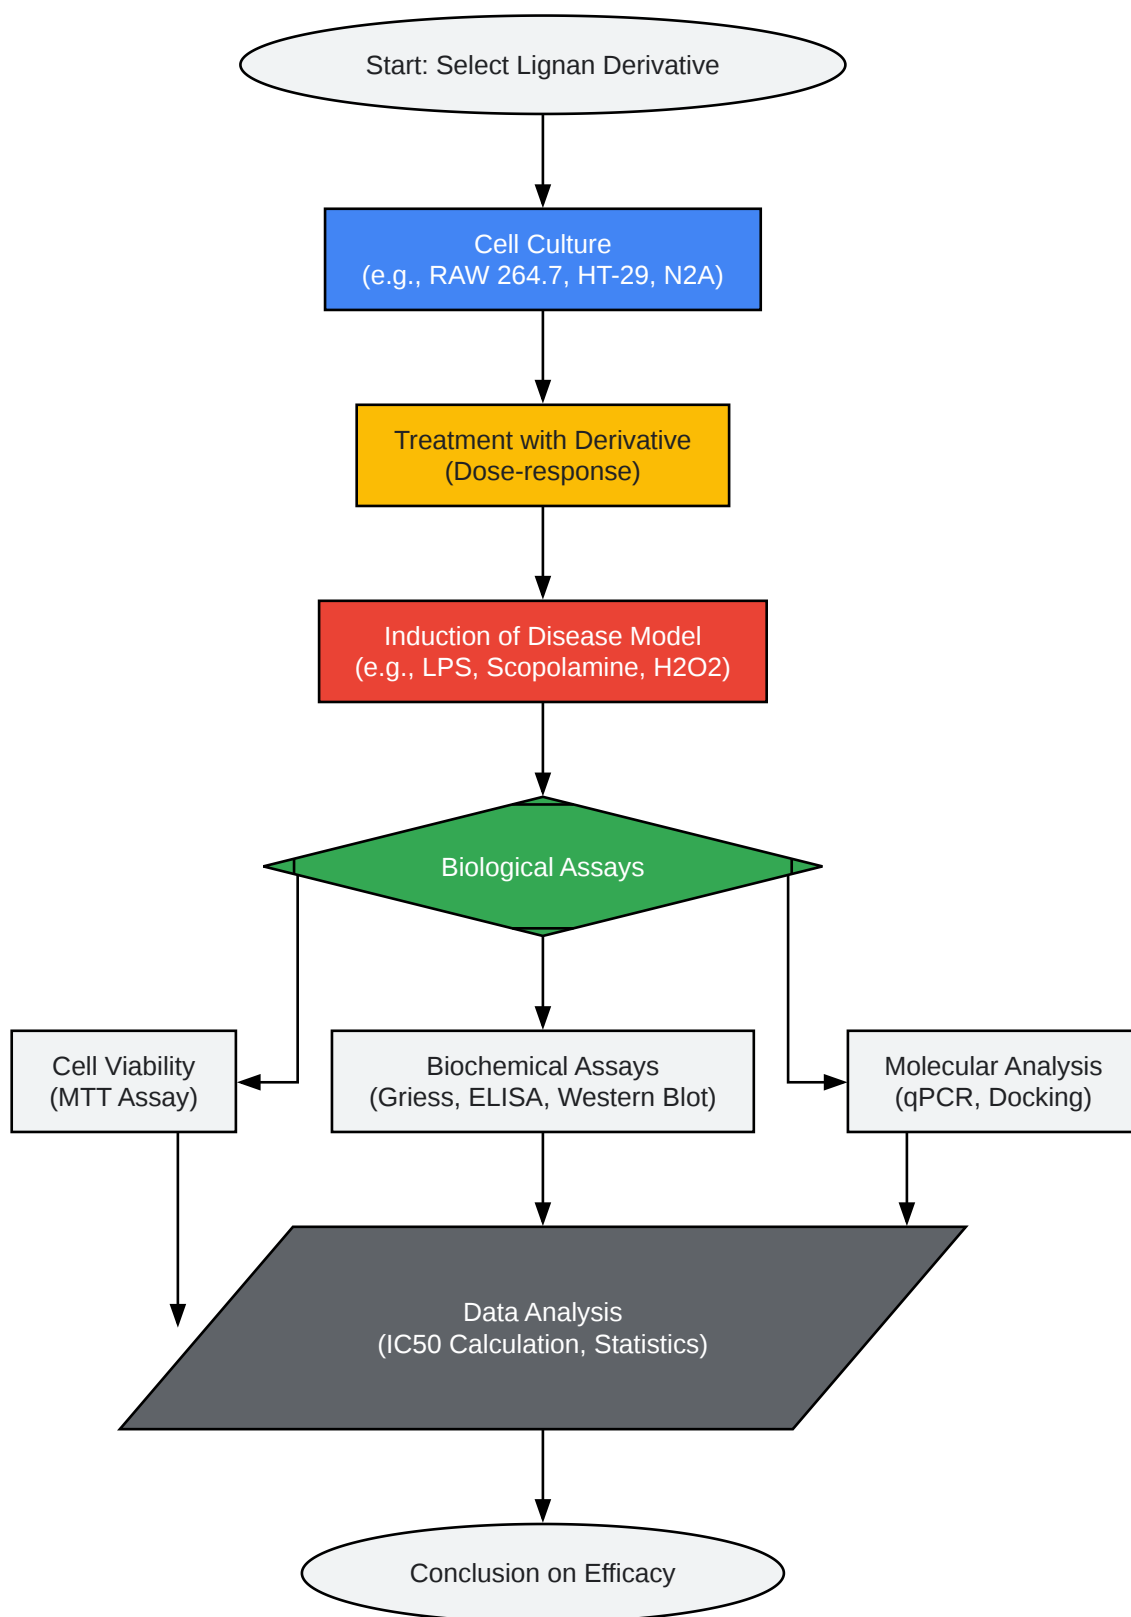 Start: Select Lignan Derivative
Cell Culture
(e.g., RAW 264.7, HT-29, N2A)
Treatment with Derivative
(Dose-response)
Induction of Disease Model
(e.g., LPS, Scopolamine, H2O2)
Biological Assays
Cell Viability
(MTT Assay)
Biochemical Assays
(Griess, ELISA, Western Blot)
Molecular Analysis
(qPCR, Docking)
Data Analysis
(IC50 Calculation, Statistics)
Conclusion on Efficacy